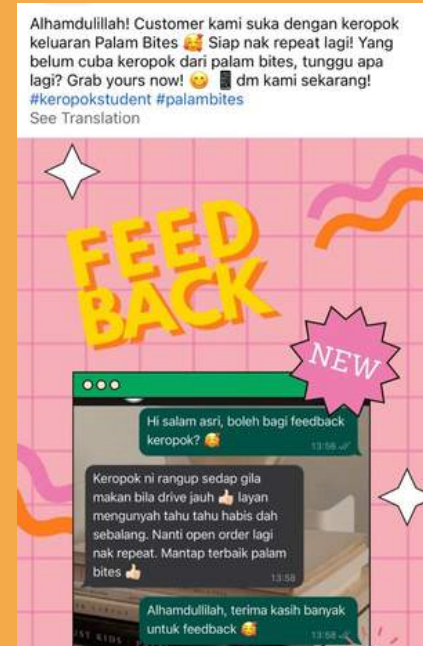 Alhamdulillah! Customer kami suka dengan keropok
keluaran Palam Bites 🥰 Siap nak repeat lagi! Yang
belum cuba keropok dari palam bites, tunggu apa
lagi? Grab yours now! 😋 📱dm kami sekarang!
#keropokstudent #palambites
See Translation
FEED
BACK
NEW
Hi salam asri, boleh bagi feedback
keropok? 🥰
13:56
Keropok ni rangup sedap gila
makan bila drive jauh 👍🏻 layan
mengunyah tahu tahu habis dah
sebalang. Nanti open order lagi
nak repeat. Mantap terbaik palam
bites 👍🏻
13:58
Alhamdullilah, terima kasih banyak
untuk feedback 🥰
13:58